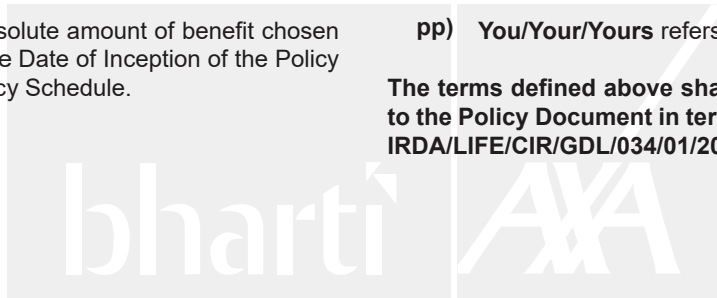 solute amount of benefit chosen
e Date of Inception of the Policy
cy Schedule.
pp) You/Your/Yours refers
The terms defined above sha
to the Policy Document in ter
IRDA/LIFE/CIR/GDL/034/01/20
bharti AXA